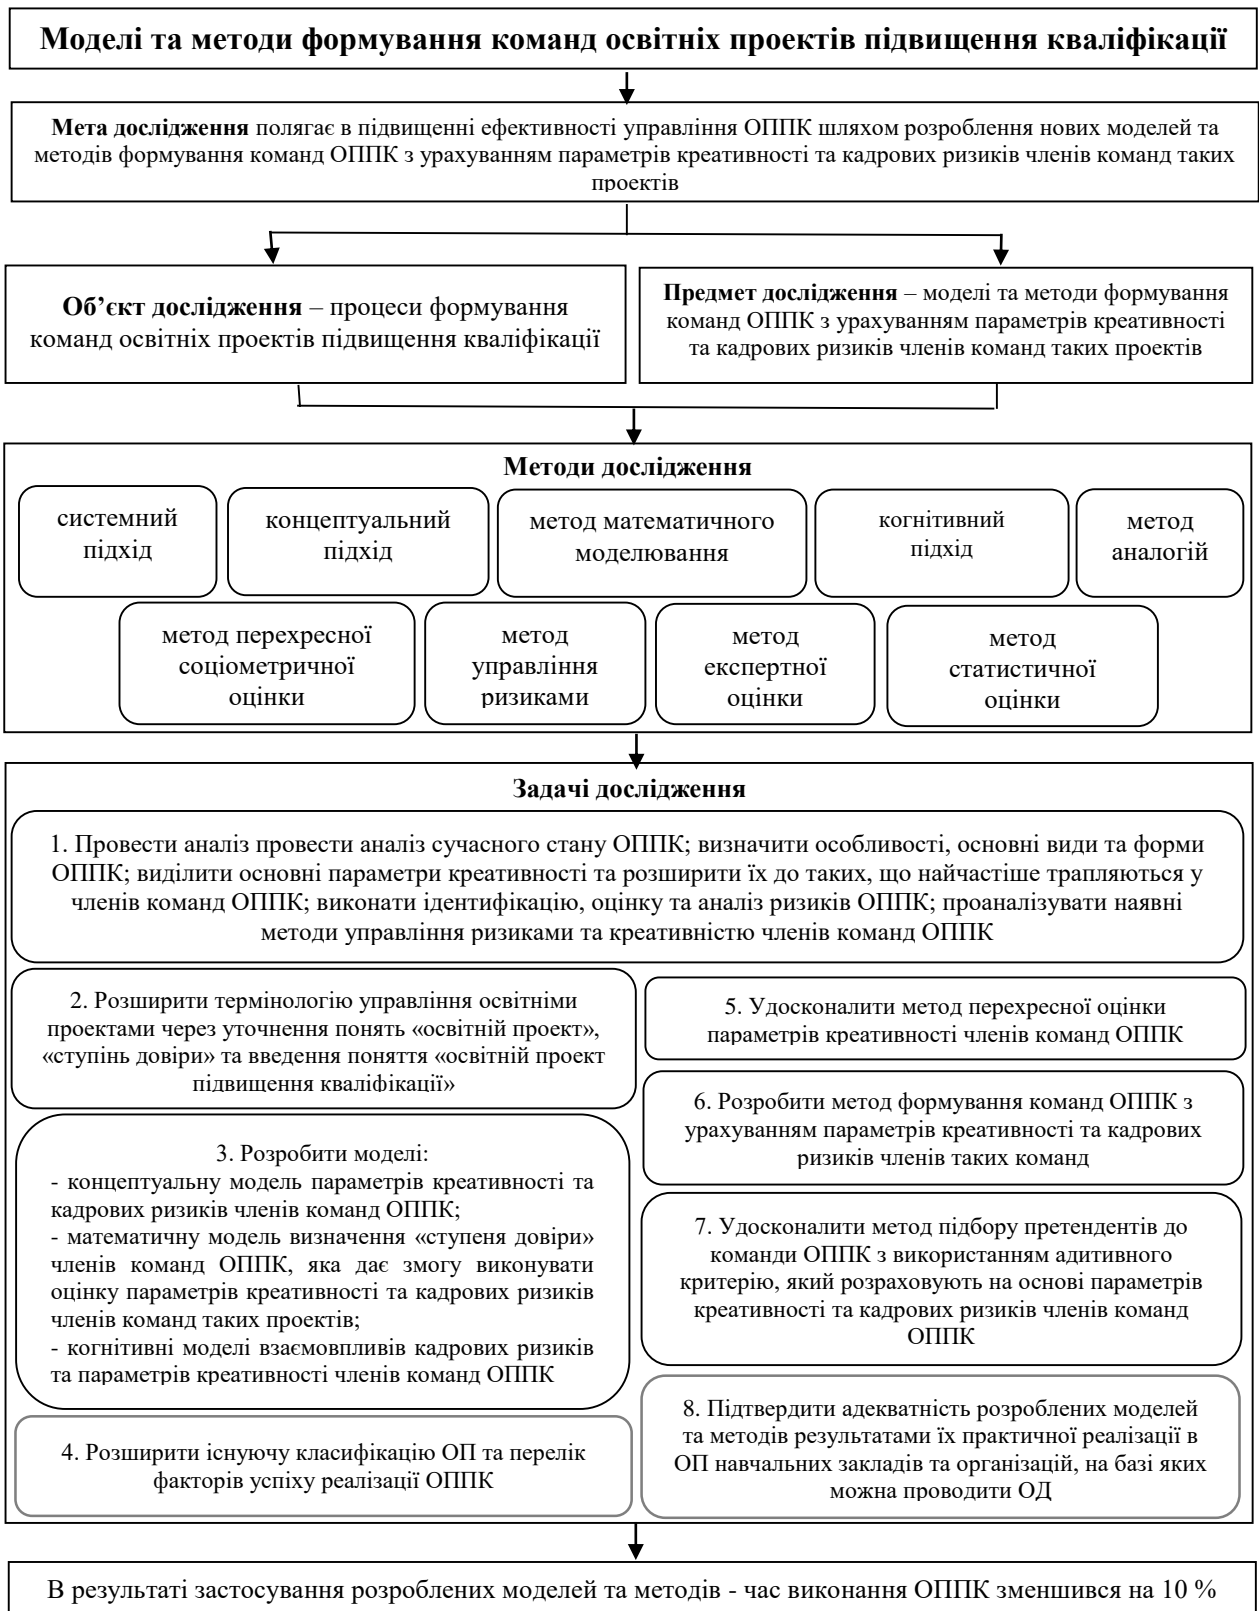 Моделі та методи формування команд освітніх проектів підвищення кваліфікації
Мета дослідження полягає в підвищенні ефективності управління ОППК шляхом розроблення нових моделей та
методів формування команд ОППК з урахуванням параметрів креативності та кадрових ризиків членів команд таких
проектів
Об’єкт дослідження – процеси формування
команд освітніх проектів підвищення кваліфікації
Предмет дослідження – моделі та методи формування
команд ОППК з урахуванням параметрів креативності
та кадрових ризиків членів команд таких проектів
Методи дослідження
системний
підхід
концептуальний
підхід
метод математичного
моделювання
когнітивний
підхід
метод
аналогій
метод перехресної
соціометричної
оцінки
метод
управління
ризиками
метод
експертної
оцінки
метод
статистичної
оцінки
Задачі дослідження
1. Провести аналіз провести аналіз сучасного стану ОППК; визначити особливості, основні види та форми
ОППК; виділити основні параметри креативності та розширити їх до таких, що найчастіше трапляються у
членів команд ОППК; виконати ідентифікацію, оцінку та аналіз ризиків ОППК; проаналізувати наявні
методи управління ризиками та креативністю членів команд ОППК
2. Розширити термінологію управління освітніми
проектами через уточнення понять «освітній проект»,
«ступінь довіри» та введення поняття «освітній проект
підвищення кваліфікації»
3. Розробити моделі:
- концептуальну модель параметрів креативності та
кадрових ризиків членів команд ОППК;
- математичну модель визначення «ступеня довіри»
членів команд ОППК, яка дає змогу виконувати
оцінку параметрів креативності та кадрових ризиків
членів команд таких проектів;
- когнітивні моделі взаємовпливів кадрових ризиків
та параметрів креативності членів команд ОППК
4. Розширити існуючу класифікацію ОП та перелік
факторів успіху реалізації ОППК
5. Удосконалити метод перехресної оцінки
параметрів креативності членів команд ОППК
6. Розробити метод формування команд ОППК з
урахуванням параметрів креативності та кадрових
ризиків членів таких команд
7. Удосконалити метод підбору претендентів до
команди ОППК з використанням адитивного
критерію, який розраховують на основі параметрів
креативності та кадрових ризиків членів команд
ОППК
8. Підтвердити адекватність розроблених моделей
та методів результатами їх практичної реалізації в
ОП навчальних закладів та організацій, на базі яких
можна проводити ОД
В результаті застосування розроблених моделей та методів - час виконання ОППК зменшився на 10 %